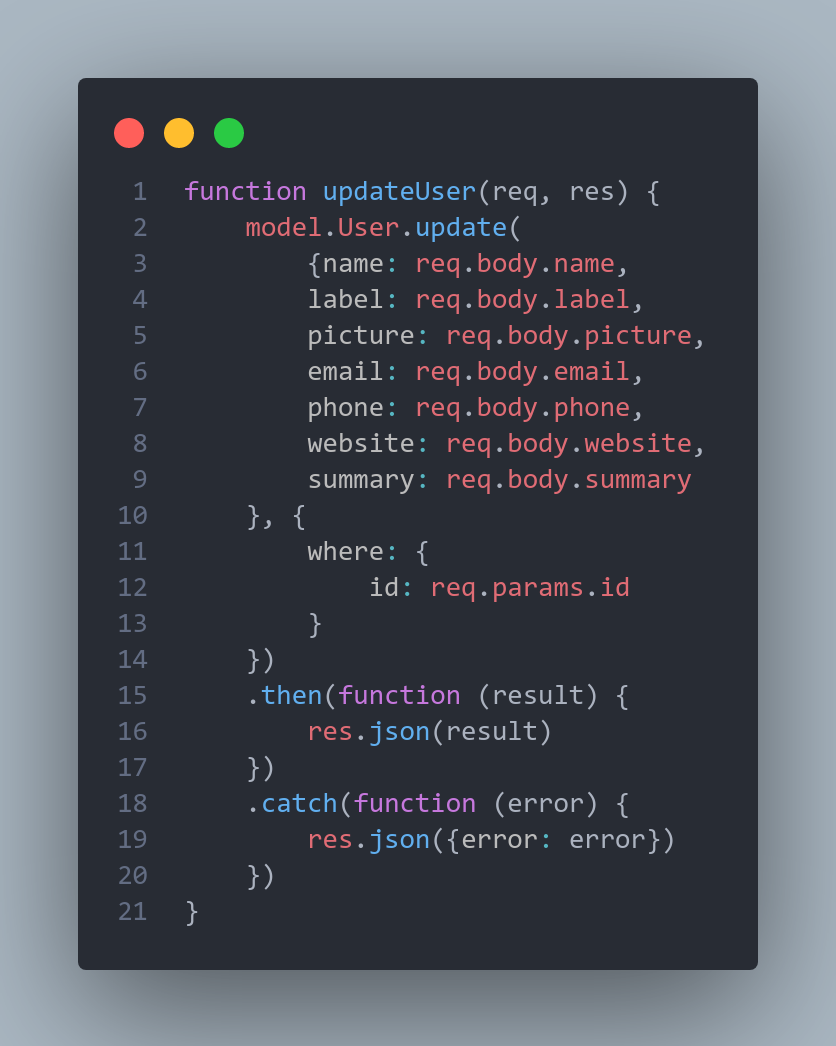 1 function updateUser(req, res) {
2     model.User.update(
3         {name: req.body.name,
4         label: req.body.label,
5         picture: req.body.picture,
6         email: req.body.email,
7         phone: req.body.phone,
8         website: req.body.website,
9         summary: req.body.summary
10     }, {
11         where: {
12             id: req.params.id
13         }
14     })
15     .then(function (result) {
16         res.json(result)
17     })
18     .catch(function (error) {
19         res.json({error: error})
20     })
21 }